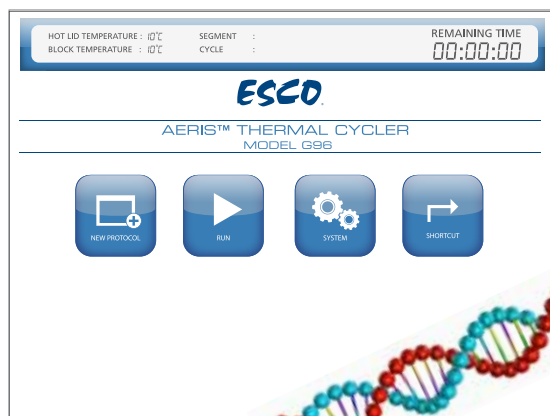 HOT LID TEMPERATURE : 10°C SEGMENT : REMAINING TIME
BLOCK TEMPERATURE : 10°C CYCLE : 00:00:00
ESCO
AERIS™ THERMAL CYCLER
MODEL G96
NEW PROTOCOL RUN SYSTEM SHORTCUT